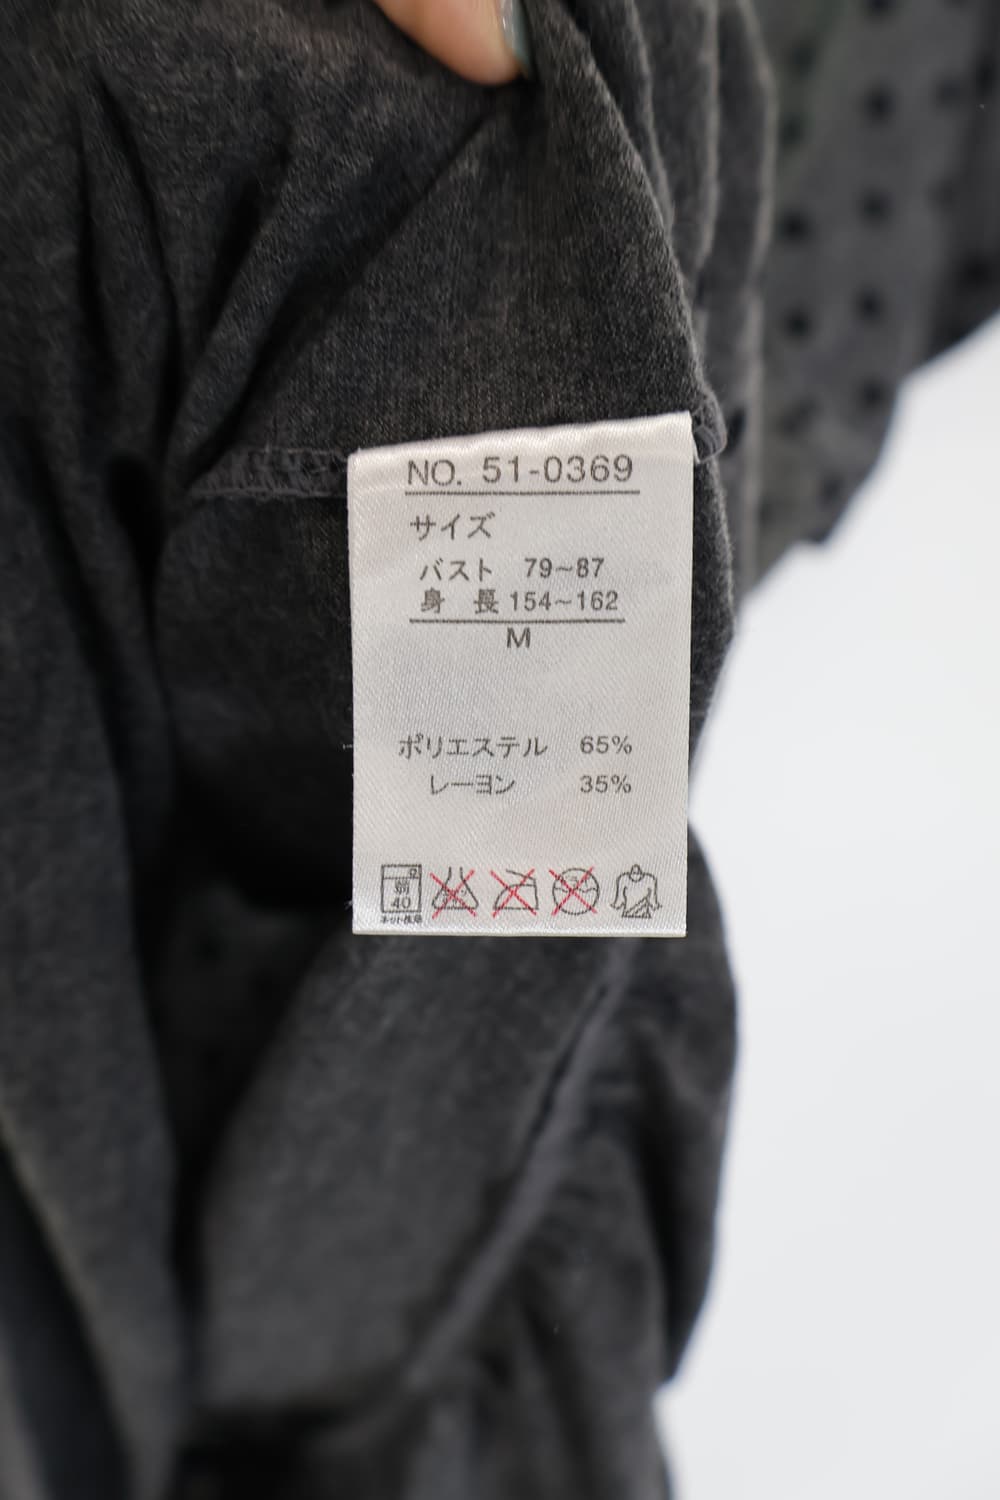 NO. 51-0369
サイズ
バスト 79~87
身 長 154~162
M
ポリエステル 65%
レーヨン 35%
弱
40
ネット使用